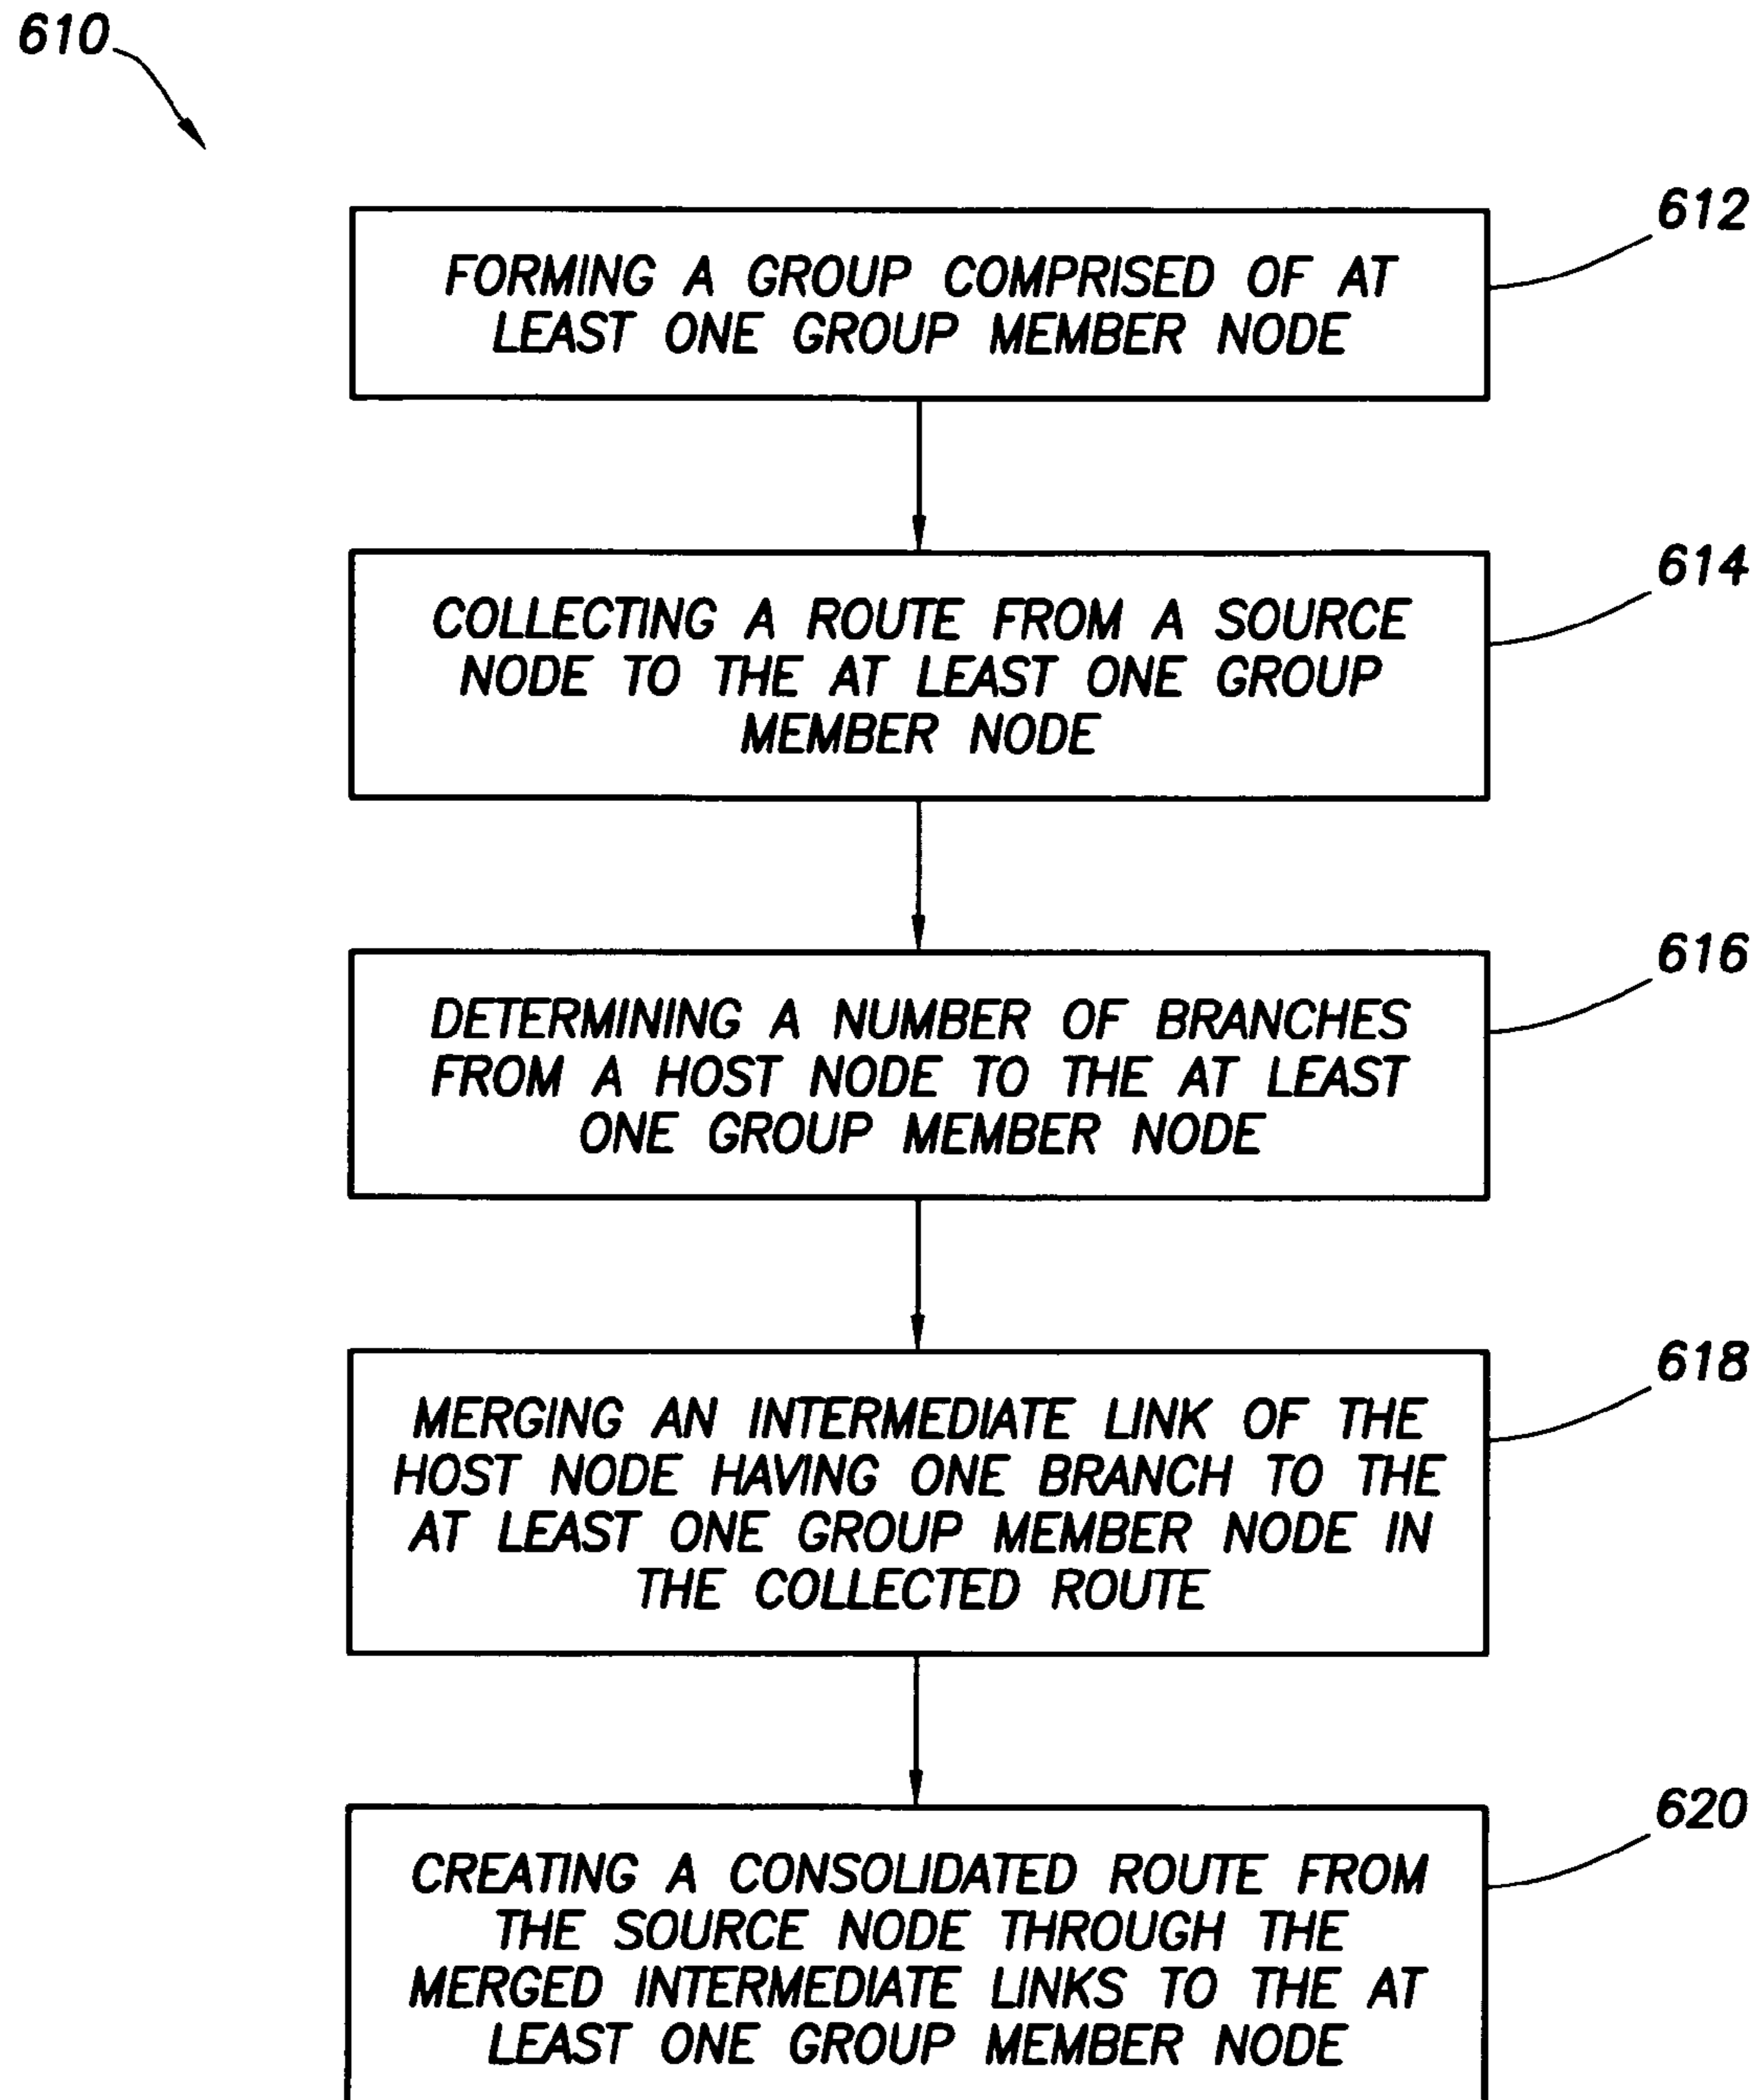 610
612
FORMING A GROUP COMPRISED OF AT
LEAST ONE GROUP MEMBER NODE
614
COLLECTING A ROUTE FROM A SOURCE
NODE TO THE AT LEAST ONE GROUP
MEMBER NODE
616
DETERMINING A NUMBER OF BRANCHES
FROM A HOST NODE TO THE AT LEAST
ONE GROUP MEMBER NODE
618
MERGING AN INTERMEDIATE LINK OF THE
HOST NODE HAVING ONE BRANCH TO THE
AT LEAST ONE GROUP MEMBER NODE IN
THE COLLECTED ROUTE
620
CREATING A CONSOLIDATED ROUTE FROM
THE SOURCE NODE THROUGH THE
MERGED INTERMEDIATE LINKS TO THE AT
LEAST ONE GROUP MEMBER NODE